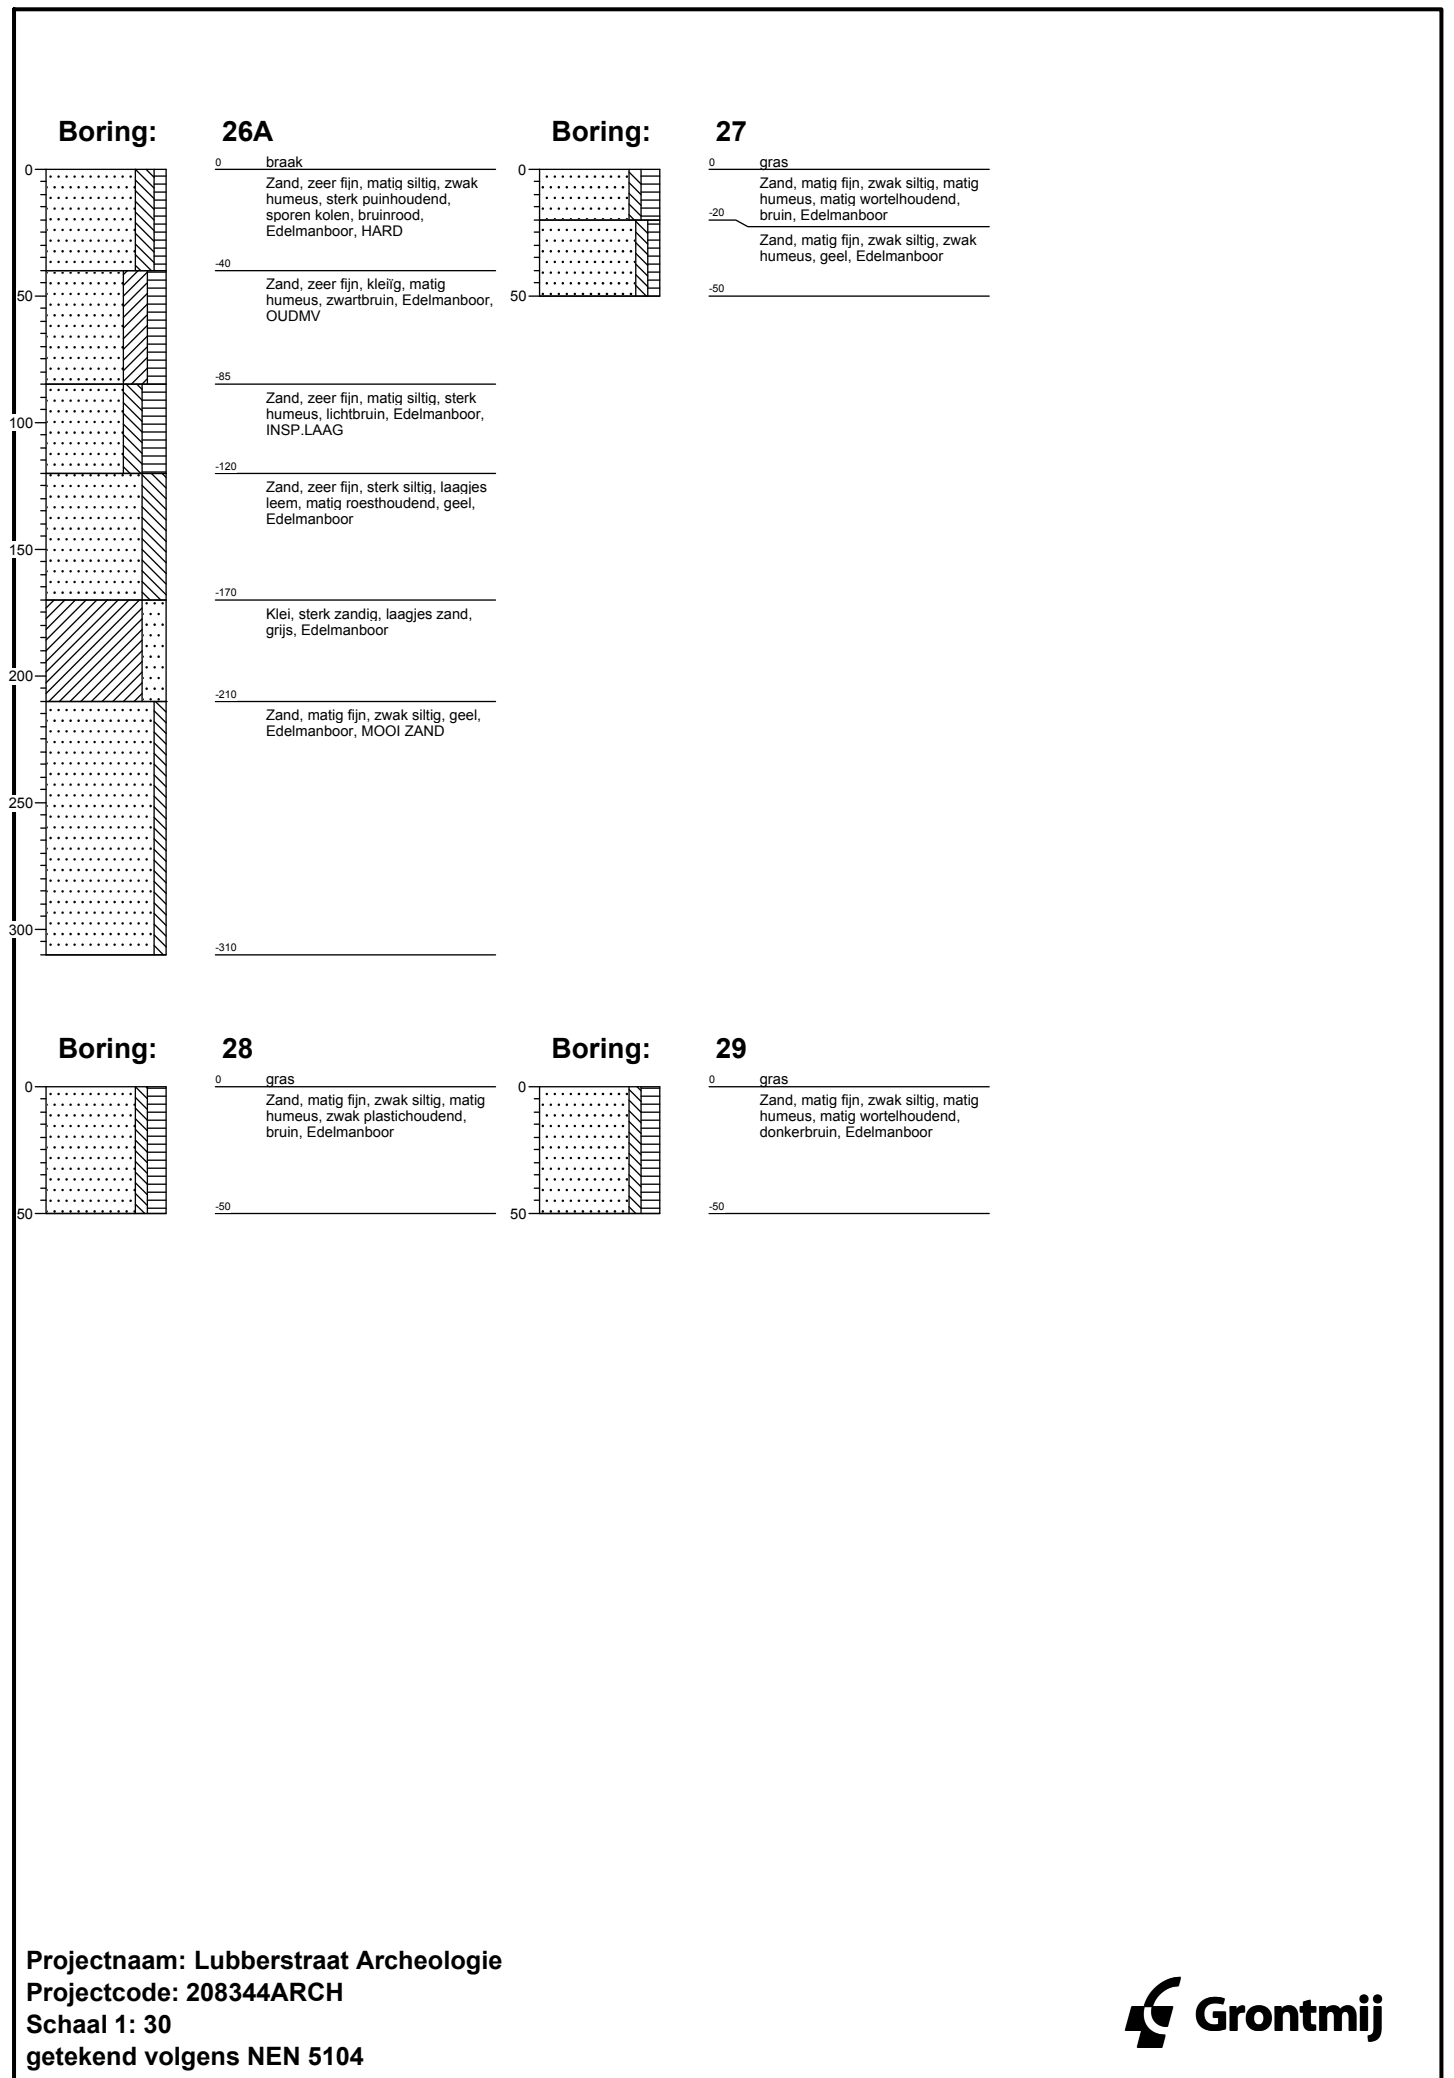 Boring: 26A
0 braak
0
Zand, zeer fijn, matig siltig, zwak
humeus, sterk puinhoudend,
sporen kolen, bruinrood,
Edelmanboor, HARD
-40
Zand, zeer fijn, kleiïg, matig
humeus, zwartbruin, Edelmanboor,
OUDMV
50
-85
Zand, zeer fijn, matig siltig, sterk
humeus, lichtbruin, Edelmanboor,
INSP.LAAG
100
-120
Zand, zeer fijn, sterk siltig, laagjes
leem, matig roesthoudend, geel,
Edelmanboor
150
-170
Klei, sterk zandig, laagjes zand,
grijs, Edelmanboor
200
-210
Zand, matig fijn, zwak siltig, geel,
Edelmanboor, MOOI ZAND
250
300
-310
Boring: 27
0 gras
0
Zand, matig fijn, zwak siltig, matig
humeus, matig wortelhoudend,
bruin, Edelmanboor
-20
Zand, matig fijn, zwak siltig, zwak
humeus, geel, Edelmanboor
50
-50
Boring: 28
0 gras
0
Zand, matig fijn, zwak siltig, matig
humeus, zwak plastichoudend,
bruin, Edelmanboor
50
-50
Boring: 29
0 gras
0
Zand, matig fijn, zwak siltig, matig
humeus, matig wortelhoudend,
donkerbruin, Edelmanboor
50
-50
Projectnaam: Lubberstraat Archeologie
Projectcode: 208344ARCH
Schaal 1: 30
getekend volgens NEN 5104
Grontmij